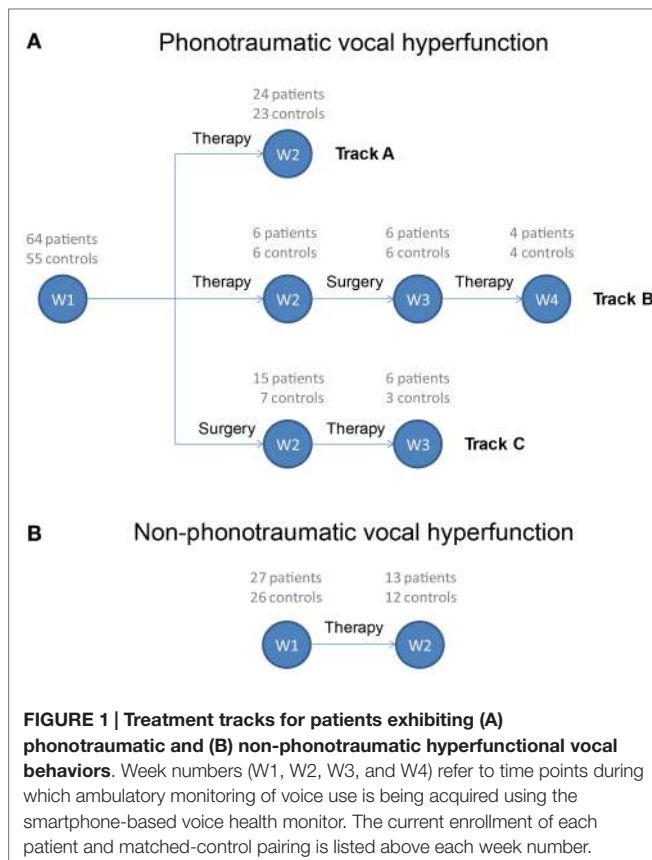 A Phonotraumatic vocal hyperfunction
24 patients
23 controls
Therapy
W2 Track A
64 patients
55 controls
6 patients
6 controls
6 patients
6 controls
4 patients
4 controls
W1 Therapy W2 Surgery W3 Therapy W4 Track B
15 patients
7 controls
6 patients
3 controls
Surgery W2 Therapy W3 Track C
B Non-phonotraumatic vocal hyperfunction
27 patients
26 controls
13 patients
12 controls
W1 Therapy W2
FIGURE 1 | Treatment tracks for patients exhibiting (A)
phonotraumatic and (B) non-phonotraumatic hyperfunctional vocal
behaviors. Week numbers (W1, W2, W3, and W4) refer to time points during
which ambulatory monitoring of voice use is being acquired using the
smartphone-based voice health monitor. The current enrollment of each
patient and matched-control pairing is listed above each week number.